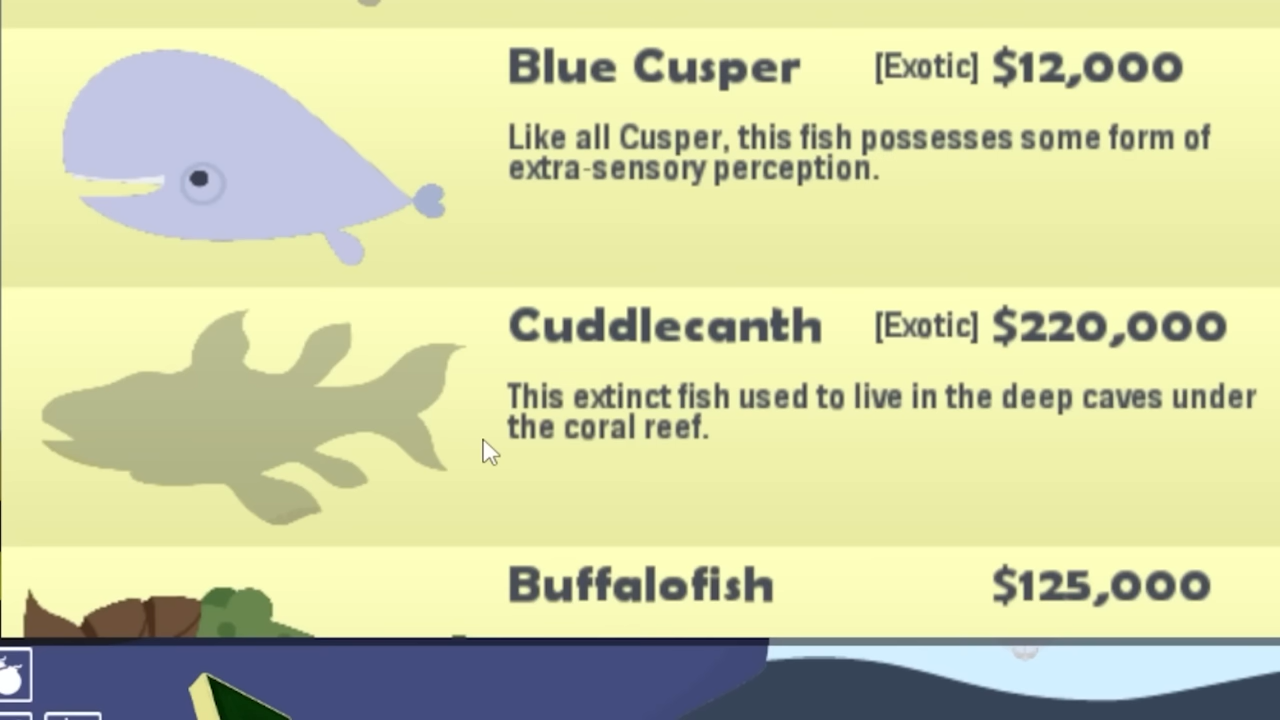 Blue Cusper [Exotic] $12,000
Like all Cusper, this fish possesses some form of
extra-sensory perception.
Cuddlecanth [Exotic] $220,000
This extinct fish used to live in the deep caves under
the coral reef.
Buffalofish $125,000